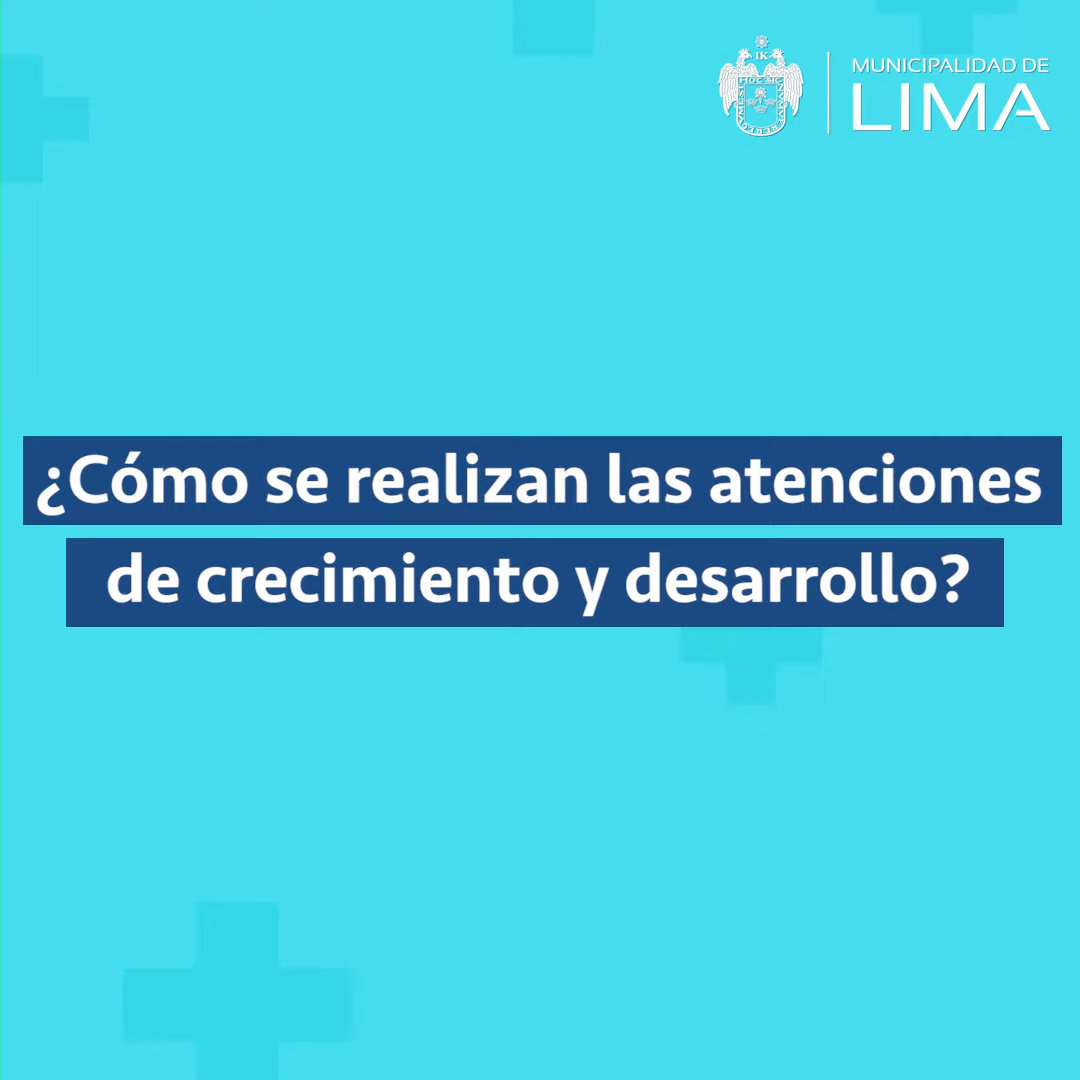 MUNICIPALIDAD DE
LIMA
¿Cómo se realizan las atenciones
de crecimiento y desarrollo?